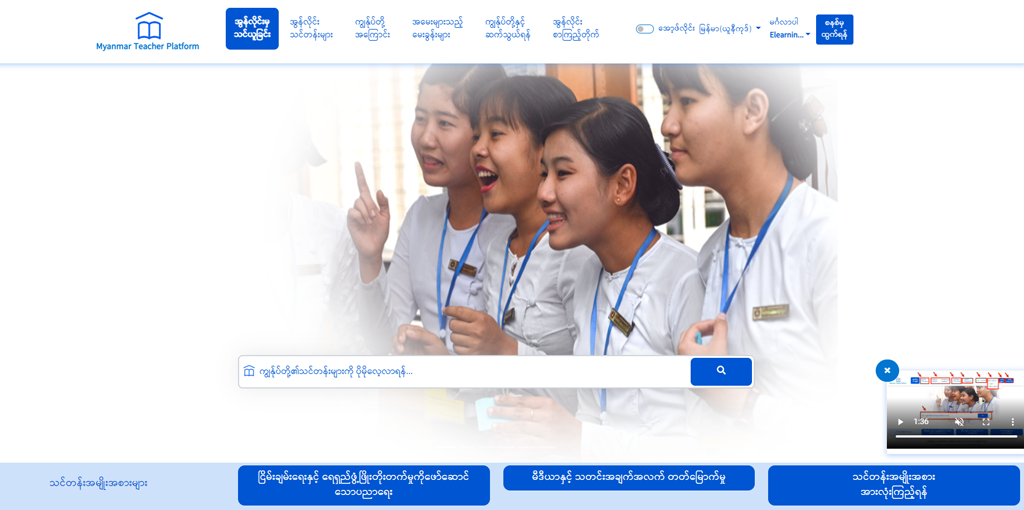 Myanmar Teacher Platform
အွန်လိုင်းမှ
သင်ယူခြင်း
အွန်လိုင်း
သင်တန်းများ
ကျွန်ုပ်တို့
အကြောင်း
အမေးများသည့်
မေးခွန်းများ
ကျွန်ုပ်တို့နှင့်
ဆက်သွယ်ရန်
အွန်လိုင်း
စာကြည့်တိုက်
အော့ဖ်လိုင်း
မြန်မာ(ယူနီကုဒ်)
မင်္ဂလာပါ
Elearnin...
စနစ်မှ
ထွက်ရန်
ကျွန်ုပ်တို့၏သင်တန်းများကို ပိုမိုလေ့လာရန်...
1:36
သင်တန်းအမျိုးအစားများ
ငြိမ်းချမ်းရေးနှင့် ရေရှည်ဖွံ့ဖြိုးတိုးတက်မှုကိုဖော်ဆောင်
သောပညာရေး
မီဒီယာနှင့် သတင်းအချက်အလက် တတ်မြောက်မှု
သင်တန်းအမျိုးအစား
အားလုံးကြည့်ရန်